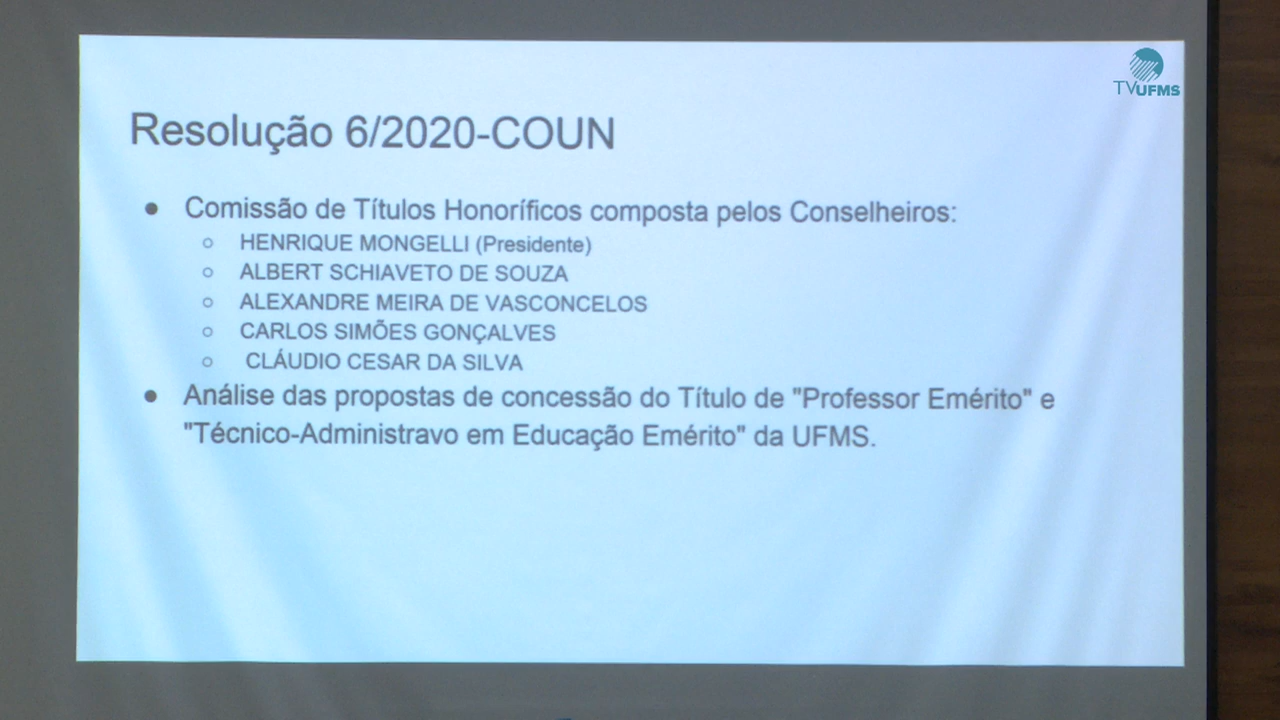 TVUFMS
Resolução 6/2020-COUN
● Comissão de Títulos Honoríficos composta pelos Conselheiros:
○ HENRIQUE MONGELLI (Presidente)
○ ALBERT SCHIAVETO DE SOUZA
○ ALEXANDRE MEIRA DE VASCONCELOS
○ CARLOS SIMÕES GONÇALVES
○ CLÁUDIO CESAR DA SILVA
● Análise das propostas de concessão do Título de "Professor Emérito" e
"Técnico-Administravo em Educação Emérito" da UFMS.